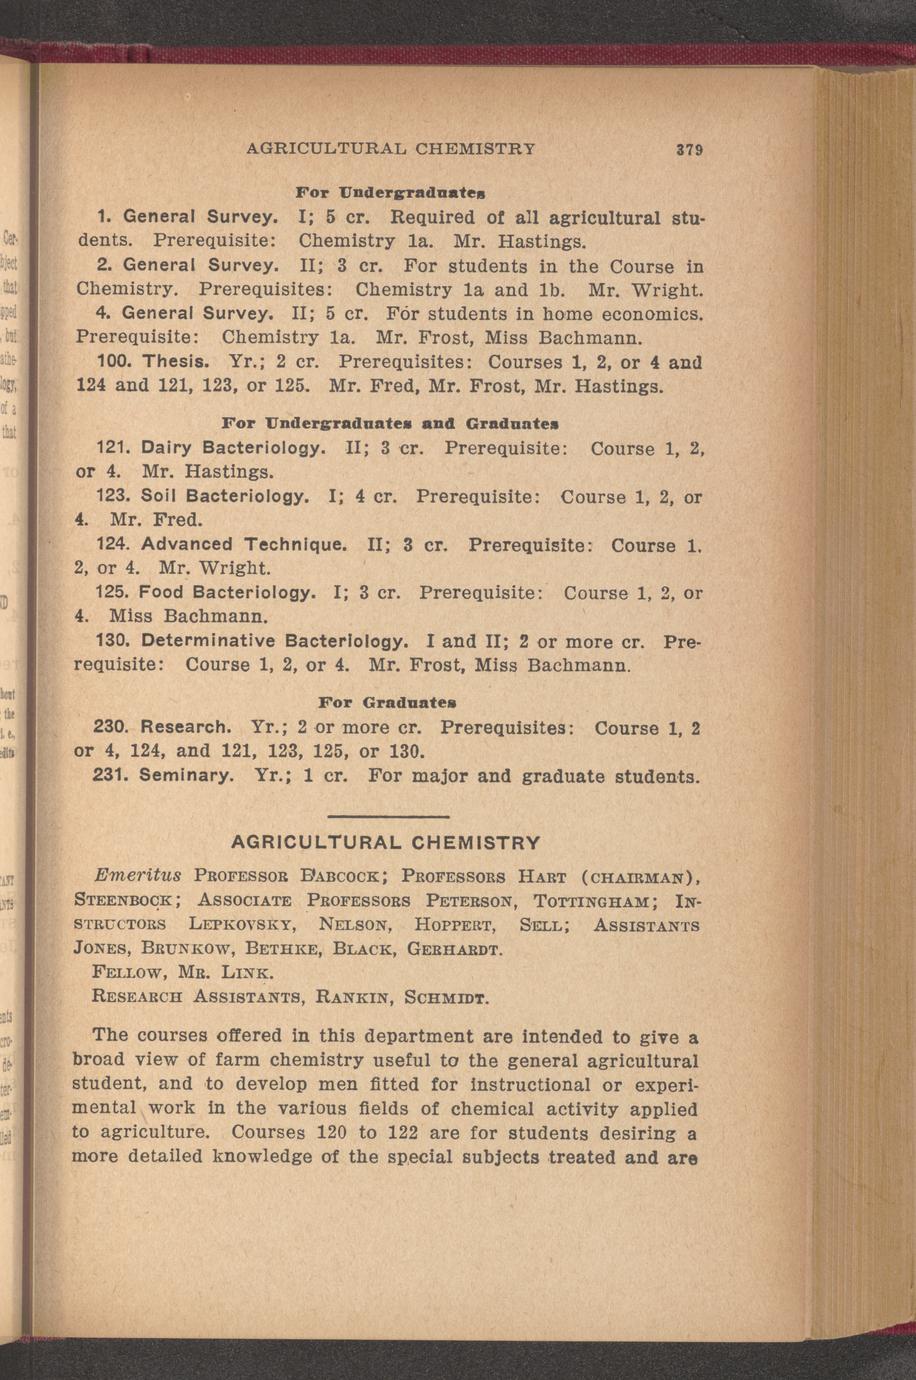 AGRICULTURAL CHEMISTRY 379
For Undergraduates
1. General Survey. I; 5 cr. Required of all agricultural stu-
dents. Prerequisite: Chemistry 1a. Mr. Hastings.
2. General Survey. II; 3 cr. For students in the Course in
Chemistry. Prerequisites: Chemistry 1a and 1b. Mr. Wright.
4. General Survey. II; 5 cr. For students in home economics.
Prerequisite: Chemistry 1a. Mr. Frost, Miss Bachmann.
100. Thesis. Yr.; 2 cr. Prerequisites: Courses 1, 2, or 4 and
124 and 121, 123, or 125. Mr. Fred, Mr. Frost, Mr. Hastings.
For Undergraduates and Graduates
121. Dairy Bacteriology. II; 3 cr. Prerequisite: Course 1, 2,
or 4. Mr. Hastings.
123. Soil Bacteriology. I; 4 cr. Prerequisite: Course 1, 2, or
4. Mr. Fred.
124. Advanced Technique. II; 3 cr. Prerequisite: Course 1.
2, or 4. Mr. Wright.
125. Food Bacteriology. I; 3 cr. Prerequisite: Course 1, 2, or
4. Miss Bachmann.
130. Determinative Bacteriology. I and II; 2 or more cr. Pre-
requisite: Course 1, 2, or 4. Mr. Frost, Miss Bachmann.
For Graduates
230. Research. Yr.; 2 or more cr. Prerequisites: Course 1, 2
or 4, 124, and 121, 123, 125, or 130.
231. Seminary. Yr.; 1 cr. For major and graduate students.
AGRICULTURAL CHEMISTRY
Emeritus PROFESSOR BABCOCK; PROFESSORS HART (CHAIRMAN),
STEENBOCK; ASSOCIATE PROFESSORS PETERSON, TOTTINGHAM; IN-
STRUCTORS LEPKOVSKY, NELSON, HOPPERT, SELL; ASSISTANTS
JONES, BRUNKOW, BETHKE, BLACK, GERHARDT.
FELLOW, MR. LINK.
RESEARCH ASSISTANTS, RANKIN, SCHMIDT.
The courses offered in this department are intended to give a
broad view of farm chemistry useful to the general agricultural
student, and to develop men fitted for instructional or experi-
mental work in the various fields of chemical activity applied
to agriculture. Courses 120 to 122 are for students desiring a
more detailed knowledge of the special subjects treated and are